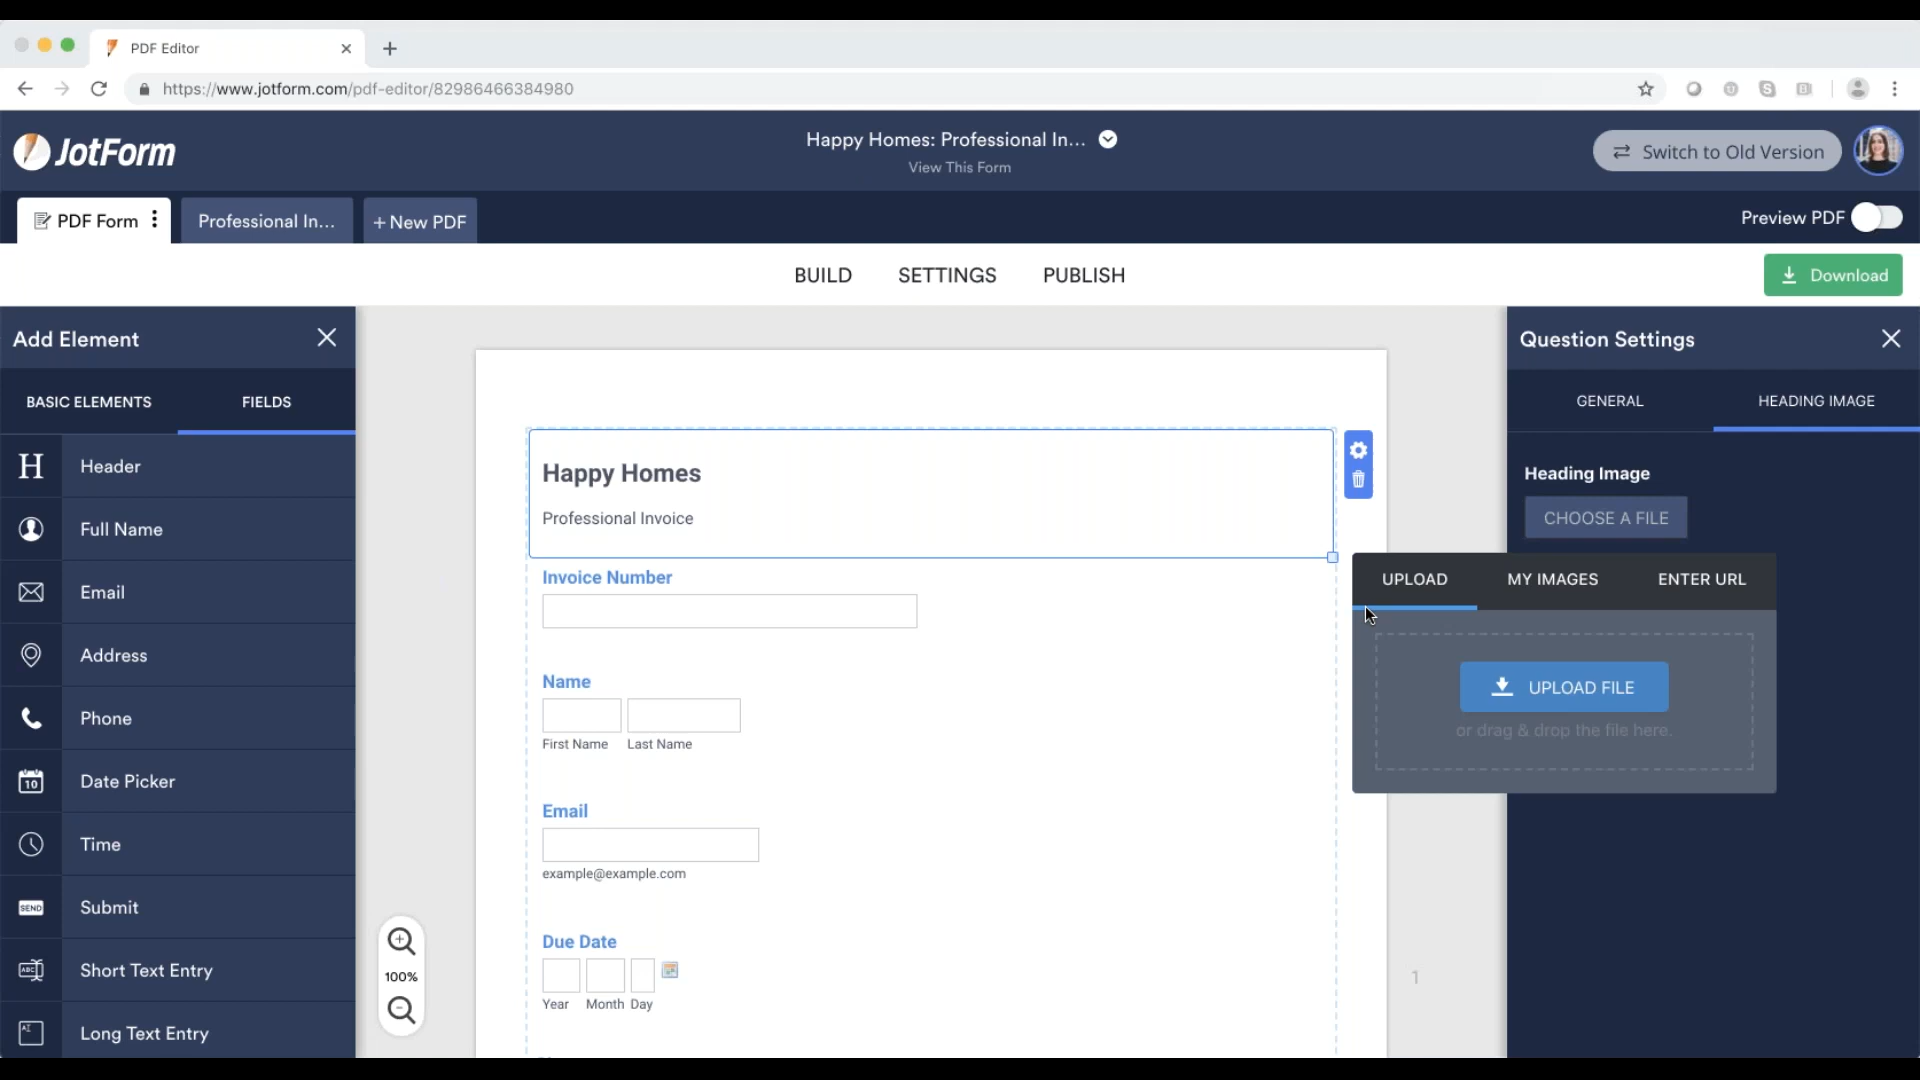 PDF Editor
https://www.jotform.com/pdf-editor/82986466384980
JotForm
Happy Homes: Professional In...
View This Form
Switch to Old Version
PDF Form
Professional In...
+ New PDF
Preview PDF
BUILD
SETTINGS
PUBLISH
Download
Add Element
BASIC ELEMENTS
FIELDS
H
Header
Full Name
Email
Address
Phone
10
Date Picker
Time
SEND
Submit
ABC
Short Text Entry
Long Text Entry
100%
Happy Homes
Professional Invoice
Invoice Number
Name
First Name
Last Name
Email
example@example.com
Due Date
Year
Month
Day
1
Question Settings
GENERAL
HEADING IMAGE
Heading Image
CHOOSE A FILE
UPLOAD
MY IMAGES
ENTER URL
UPLOAD FILE
or drag & drop the file here.